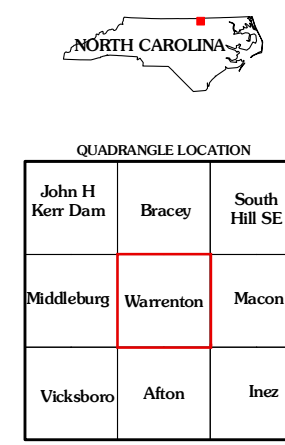 NORTH CAROLINA
QUADRANGLE LOCATION
John H
Kerr Dam
Bracey
South
Hill SE
Middleburg
Warrenton
Macon
Vicksboro
Afton
Inez